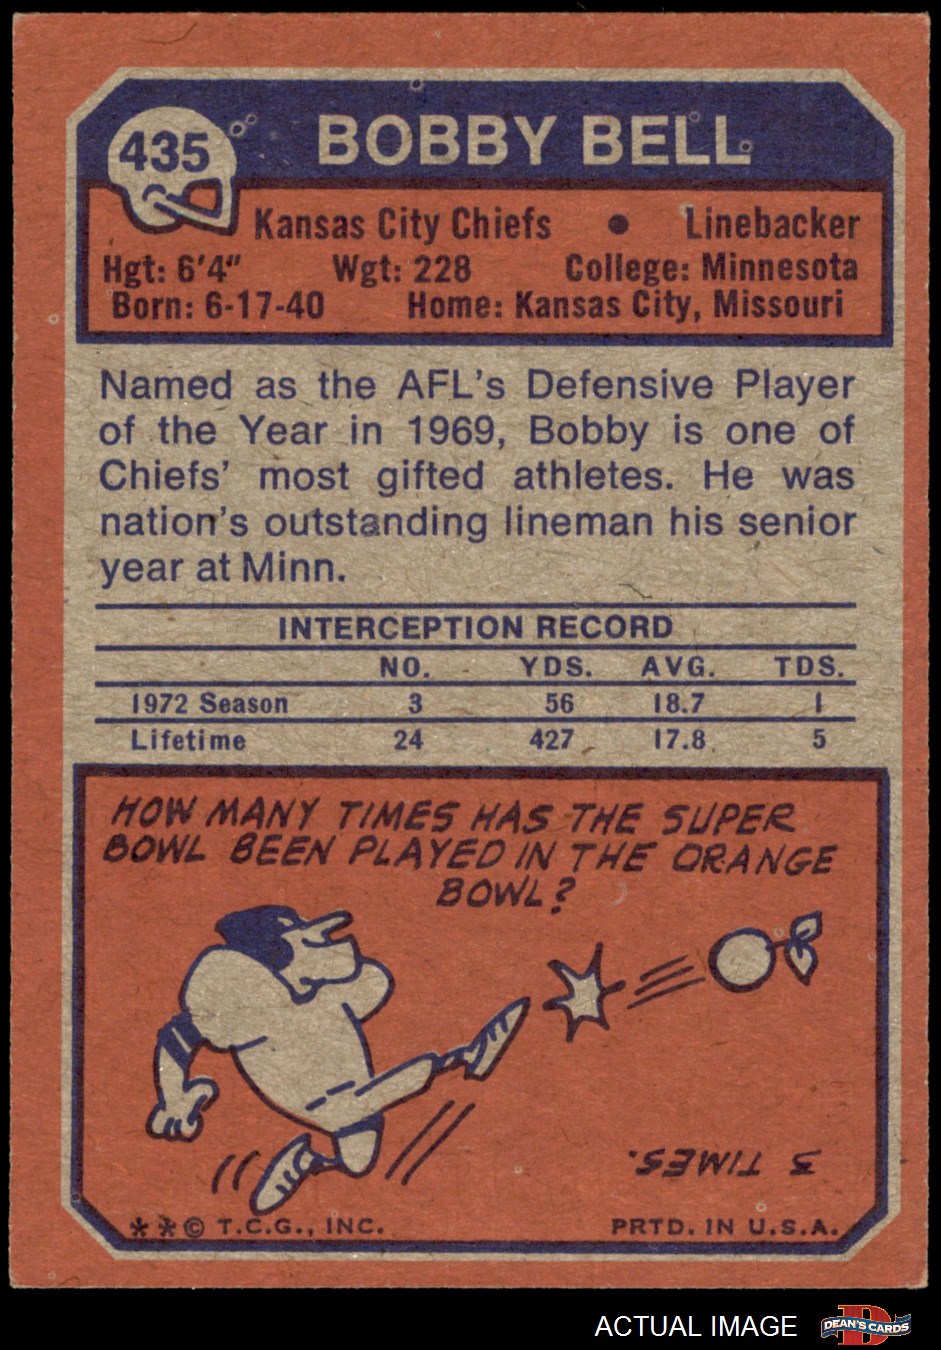 435
BOBBY BELL
Kansas City Chiefs • Linebacker
Hgt: 6'4" Wgt: 228 College: Minnesota
Born: 6-17-40 Home: Kansas City, Missouri
Named as the AFL's Defensive Player
of the Year in 1969, Bobby is one of
Chiefs' most gifted athletes. He was
nation's outstanding lineman his senior
year at Minn.
INTERCEPTION RECORD
NO. YDS. AVG. TDS.
1972 Season 3 56 18.7 1
Lifetime 24 427 17.8 5
HOW MANY TIMES HAS THE SUPER
BOWL BEEN PLAYED IN THE ORANGE
BOWL?
3 TIMES.
* * © T.C.G., INC. PRTD. IN U.S.A.
ACTUAL IMAGE
DEAN'S CARDS